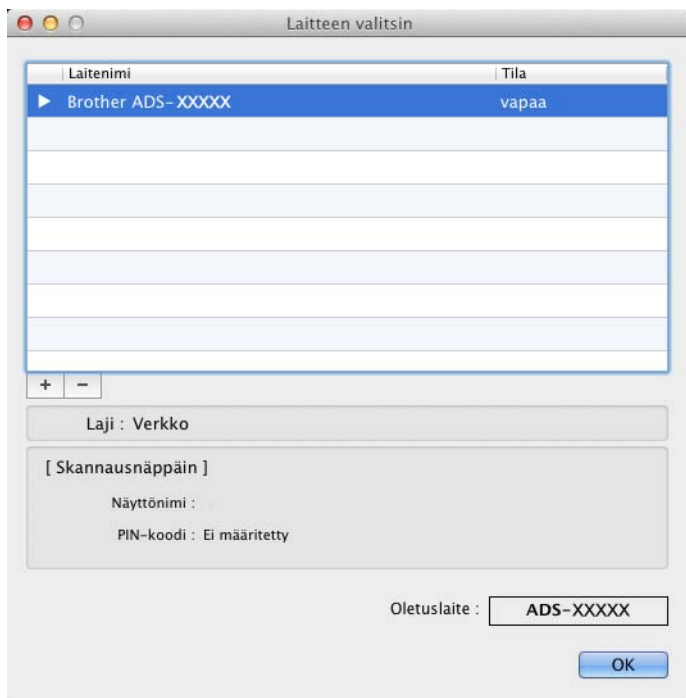 Laitteen valitsin
Laitenimi Tila
Brother ADS-XXXXX vapaa
+ −
Laji : Verkko
[ Skannausnäppäin ]
Näyttönimi :
PIN-koodi : Ei määritetty
Oletuslaite : ADS-XXXXX
OK